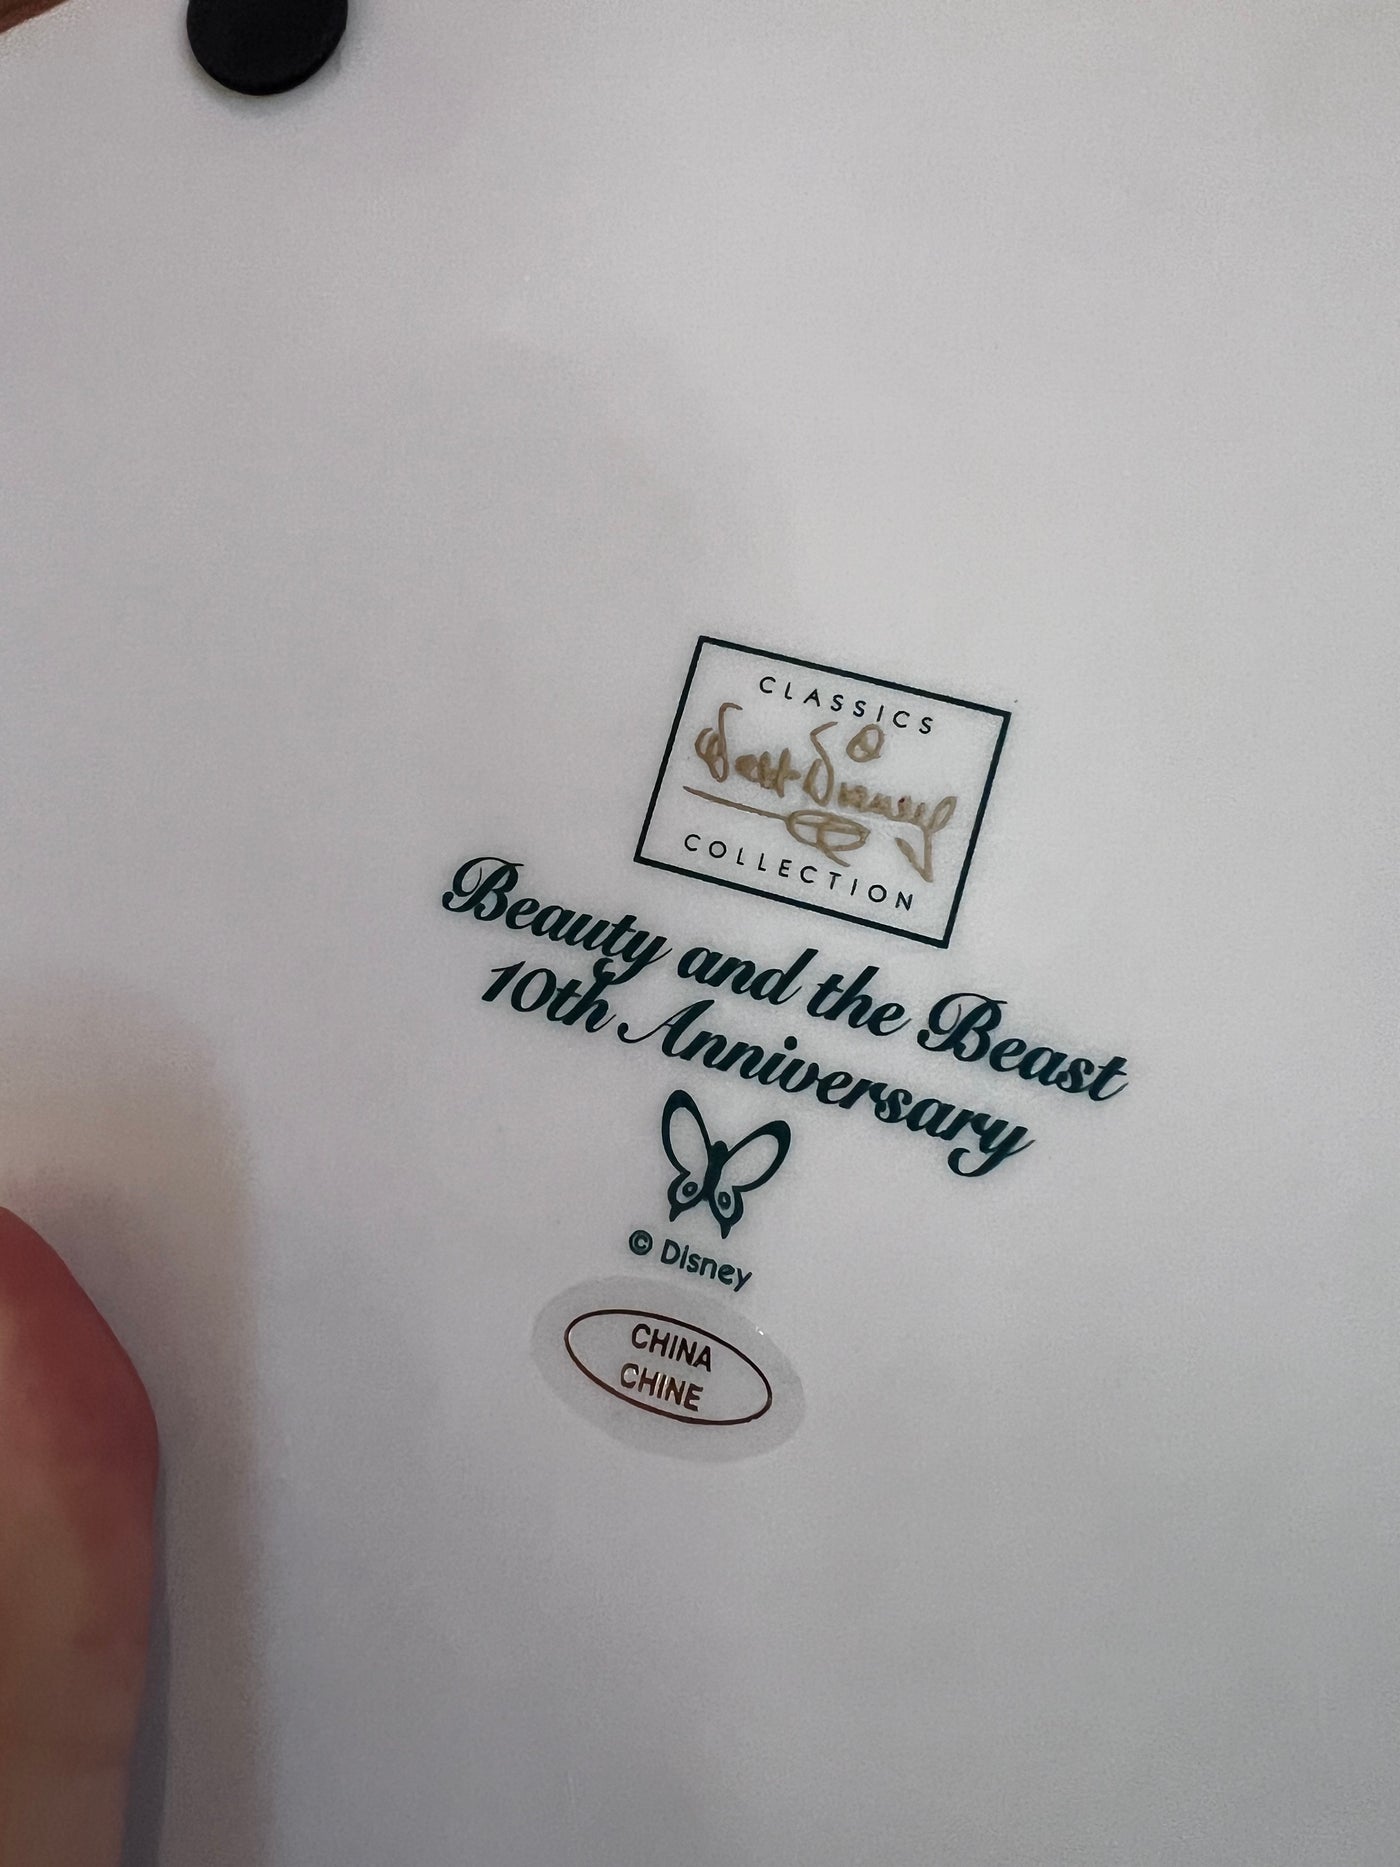 CLASSICS
Walt Disney
COLLECTION
Beauty and the Beast
10th Anniversary
© Disney
CHINA
CHINE